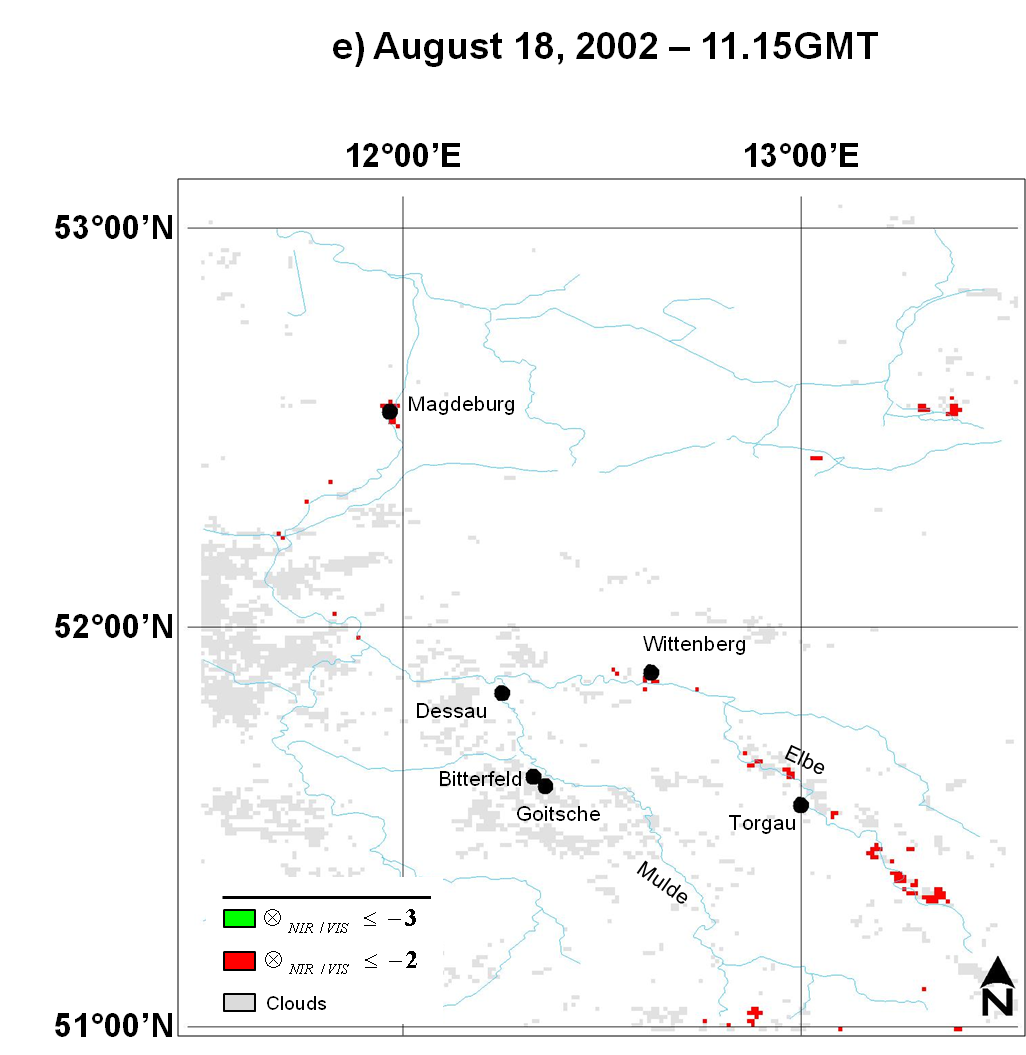 e) August 18, 2002 – 11.15GMT
12°00’E
13°00’E
53°00’N
Magdeburg
52°00’N
Wittenberg
Dessau
Elbe
Bitterfeld
Goitsche
Torgau
Mulde
⊗ NIR / VIS ≤ −3
⊗ NIR / VIS ≤ −2
Clouds
N
51°00’N